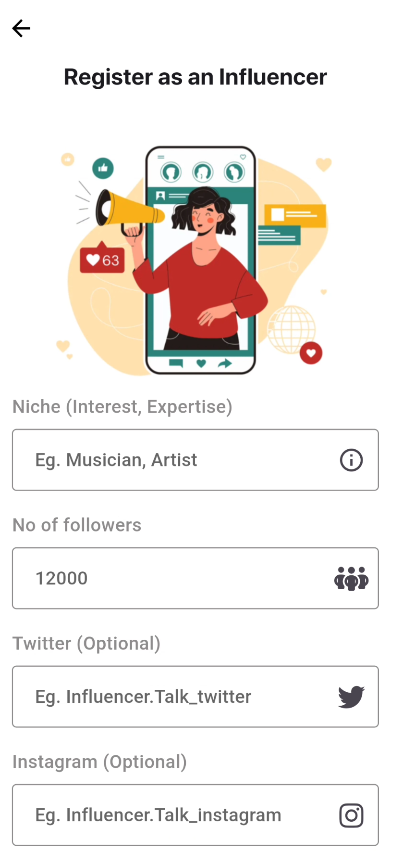 Register as an Influencer
63
Niche (Interest, Expertise)
Eg. Musician, Artist
No of followers
12000
Twitter (Optional)
Eg. Influencer.Talk_twitter
Instagram (Optional)
Eg. Influencer.Talk_instagram